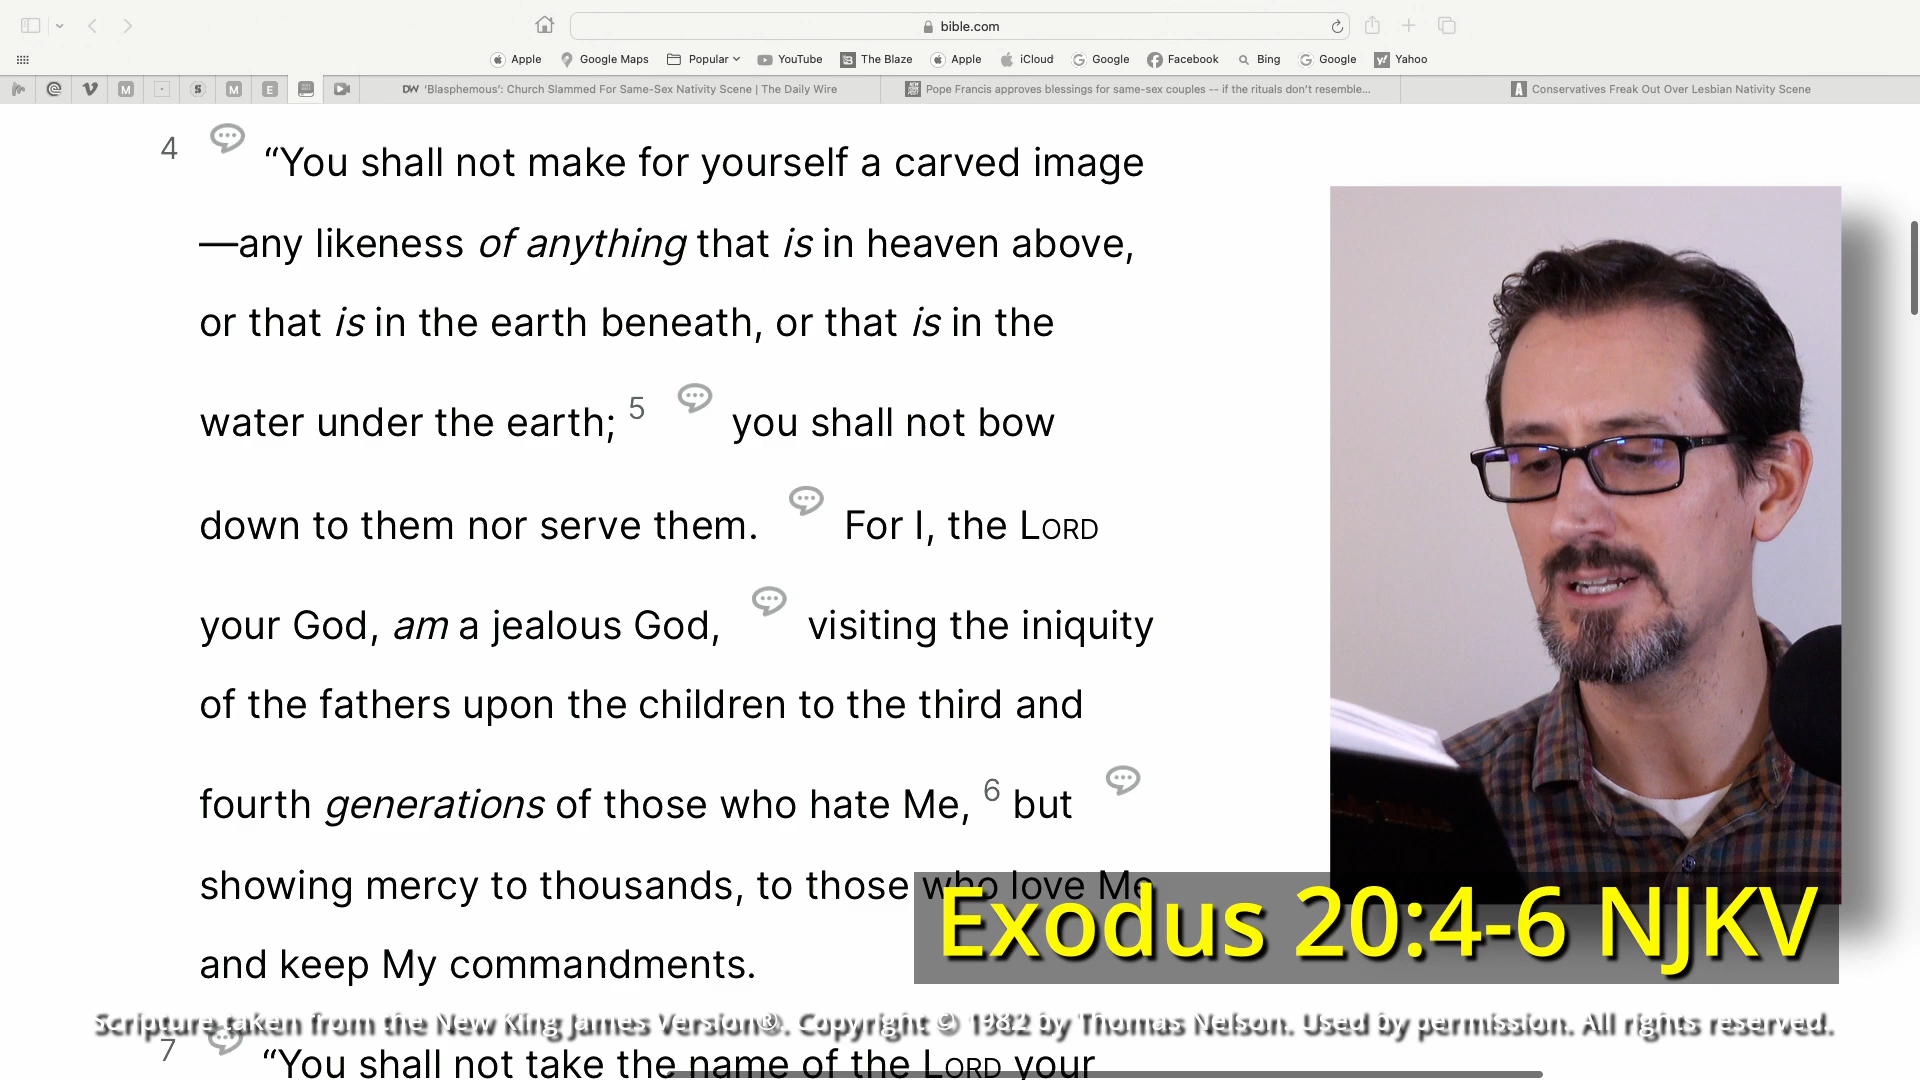 bible.com
Apple Google Maps Popular YouTube The Blaze Apple iCloud Google Facebook Bing Google Yahoo
DW 'Blasphemous': Church Slammed For Same-Sex Nativity Scene | The Daily Wire
Pope Francis approves blessings for same-sex couples -- if the rituals don't resemble...
Conservatives Freak Out Over Lesbian Nativity Scene
4 “You shall not make for yourself a carved image
—any likeness of anything that is in heaven above,
or that is in the earth beneath, or that is in the
water under the earth; 5 you shall not bow
down to them nor serve them. For I, the LORD
your God, am a jealous God, visiting the iniquity
of the fathers upon the children to the third and
fourth generations of those who hate Me, 6 but
showing mercy to thousands, to those who love Me
and keep My commandments.
Exodus 20:4-6 NJKV
Scripture taken from the New King James Version®. Copyright © 1982 by Thomas Nelson. Used by permission. All rights reserved.
7 “You shall not take the name of the LORD your